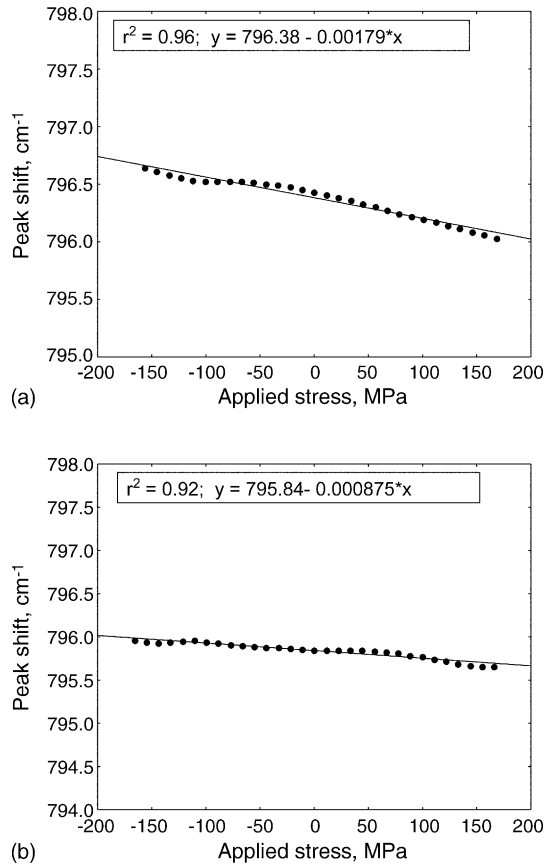 798.0
r² = 0.96; y = 796.38 - 0.00179*x
797.5
797.0
796.5
796.0
795.5
795.0
Peak shift, cm⁻¹
-200 -150 -100 -50 0 50 100 150 200
(a) Applied stress, MPa
798.0
r² = 0.92; y = 795.84- 0.000875*x
797.5
797.0
796.5
796.0
795.5
795.0
794.5
794.0
Peak shift, cm⁻¹
-200 -150 -100 -50 0 50 100 150 200
(b) Applied stress, MPa